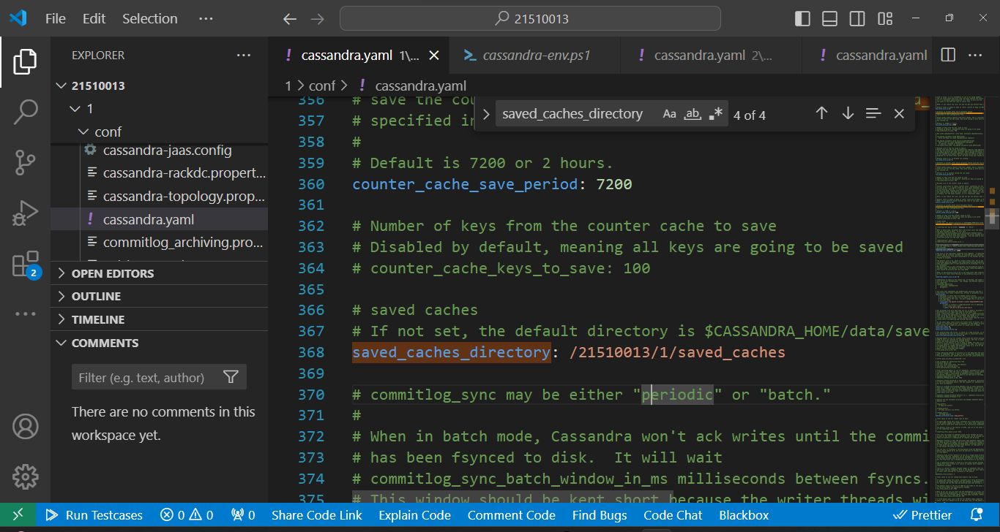 File Edit Selection ···
21510013
EXPLORER ···
21510013
1
conf
cassandra-jaas.config
cassandra-rackdc.propert...
cassandra-topology.prop...
! cassandra.yaml
commitlog_archiving.pro...
OPEN EDITORS
OUTLINE
TIMELINE
COMMENTS
Filter (e.g. text, author)
There are no comments in this
workspace yet.
2
! cassandra.yaml 1\...
cassandra-env.ps1
! cassandra.yaml 2\...
! cassandra.yaml
1 > conf > ! cassandra.yaml
saved_caches_directory Aa ab .* 4 of 4
356 # save the cou
357 # specified in
358 #
359 # Default is 7200 or 2 hours.
360 counter_cache_save_period: 7200
361
362 # Number of keys from the counter cache to save
363 # Disabled by default, meaning all keys are going to be saved
364 # counter_cache_keys_to_save: 100
365
366 # saved caches
367 # If not set, the default directory is $CASSANDRA_HOME/data/save
368 saved_caches_directory: /21510013/1/saved_caches
369
370 # commitlog_sync may be either "periodic" or "batch."
371 #
372 # When in batch mode, Cassandra won't ack writes until the commi
373 # has been fsynced to disk.  It will wait
374 # commitlog_sync_batch_window_in_ms milliseconds between fsyncs.
375 # This window should be kept short because the writer threads wi
Run Testcases 0 0 0 Share Code Link Explain Code Comment Code Find Bugs Code Chat Blackbox Prettier